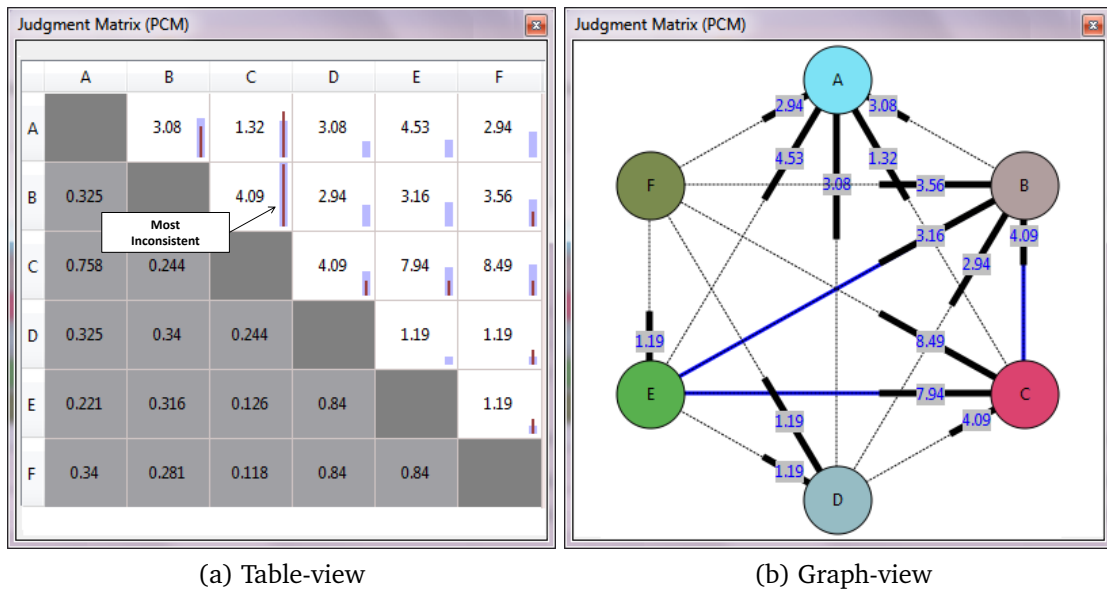 Judgment Matrix (PCM)
A B C D E F
A 3.08 1.32 3.08 4.53 2.94
B 0.325 4.09 2.94 3.16 3.56
Most
Inconsistent
C 0.758 0.244 4.09 7.94 8.49
D 0.325 0.34 0.244 1.19 1.19
E 0.221 0.316 0.126 0.84 1.19
F 0.34 0.281 0.118 0.84 0.84
(a) Table-view
Judgment Matrix (PCM)
A
2.94 3.08
4.53 1.32
F 3.08 3.56 B
3.16 4.09
2.94
1.19 8.49
E 7.94 C
1.19 4.09
1.19
D
(b) Graph-view